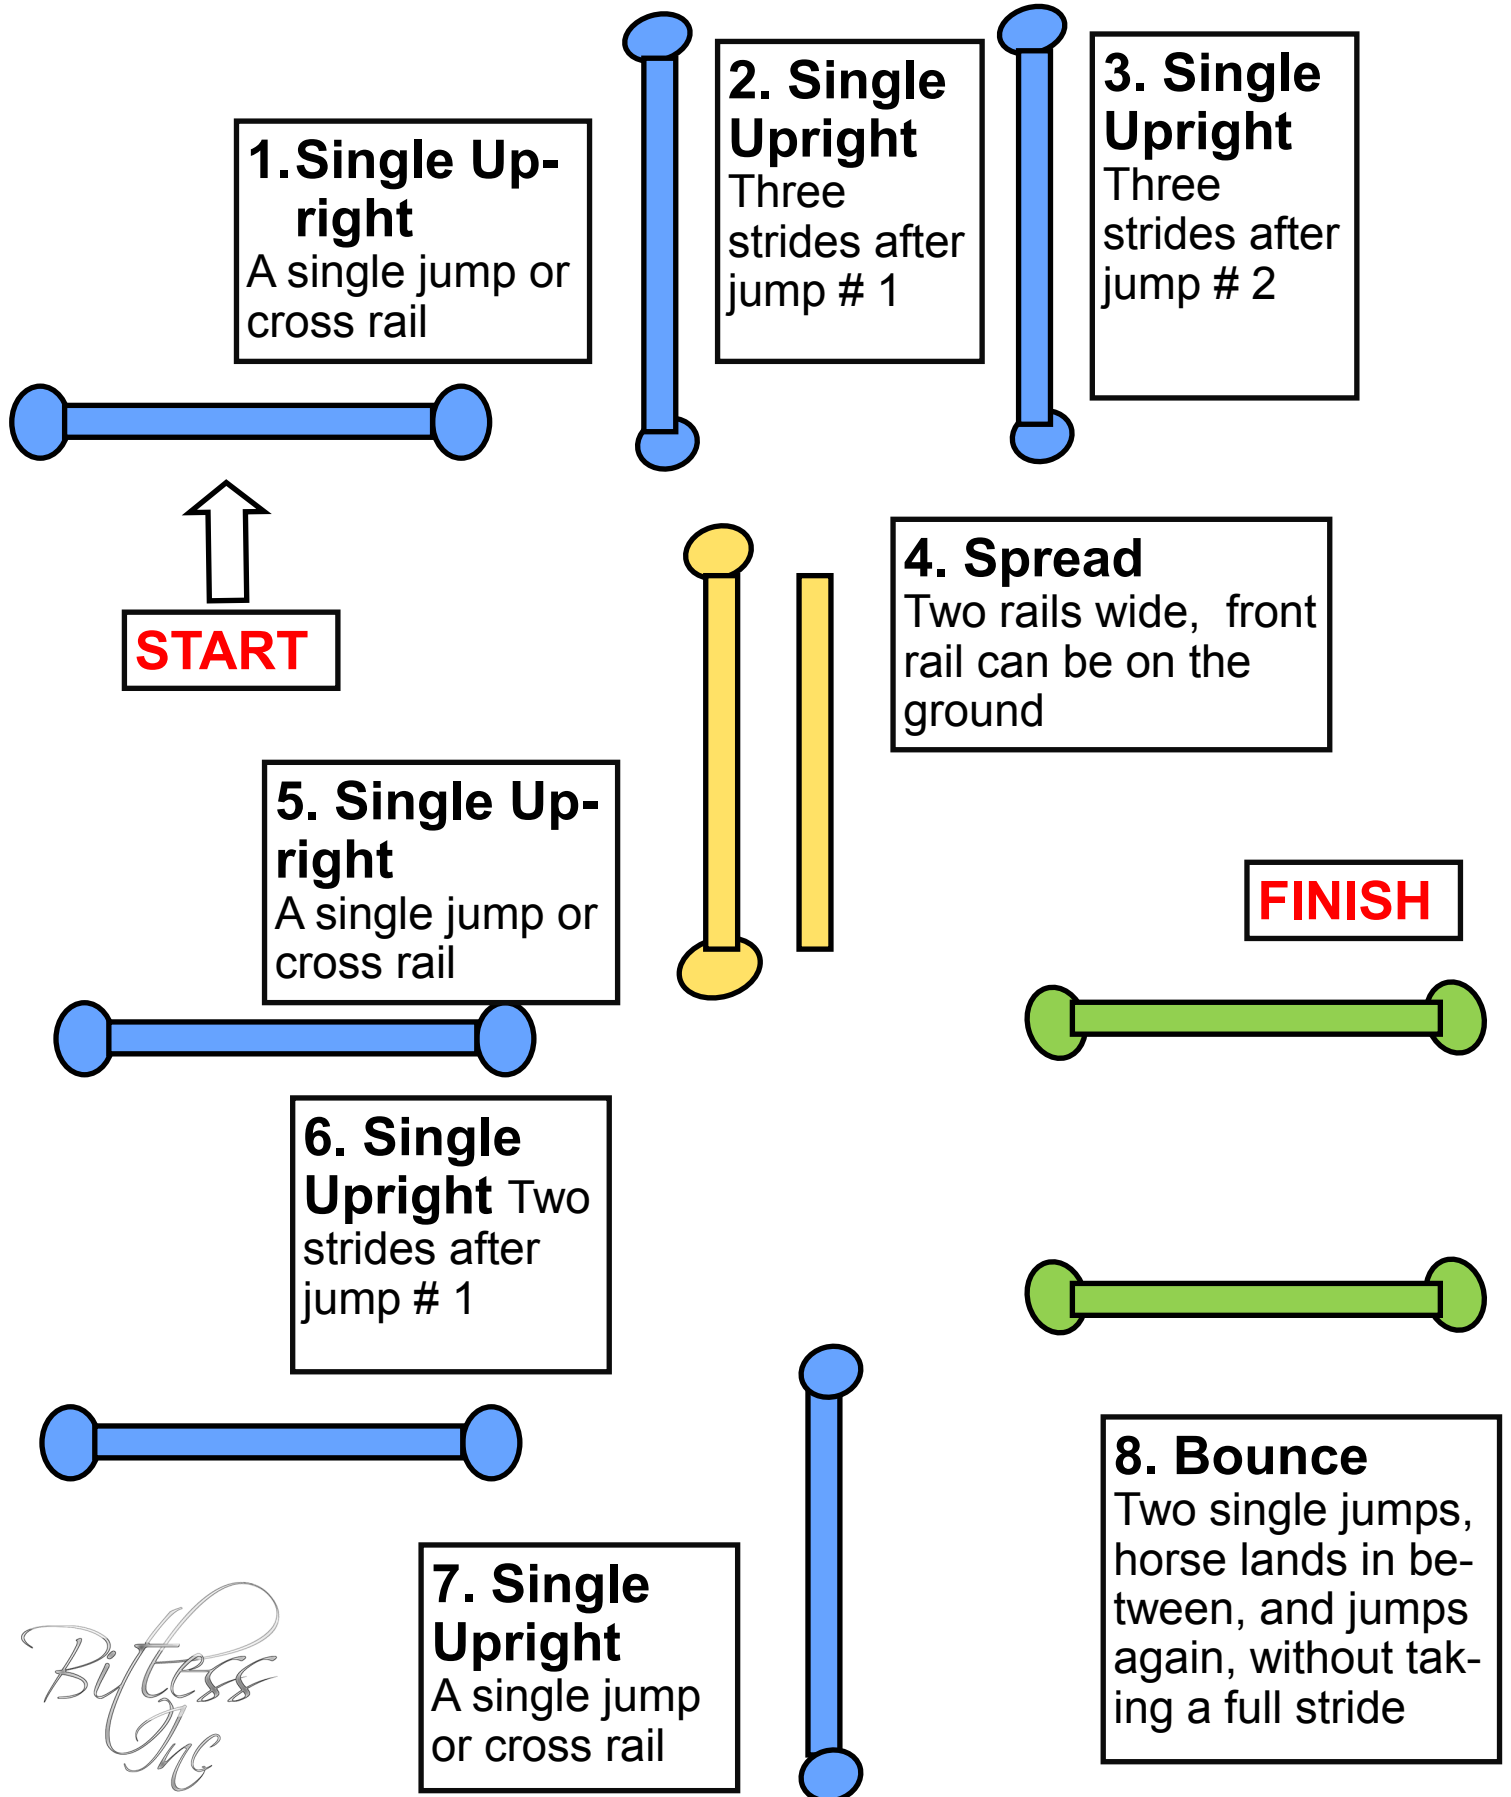 1. Single Up-
right
A single jump or
cross rail
2. Single
Upright
Three
strides after
jump # 1
3. Single
Upright
Three
strides after
jump # 2
START
4. Spread
Two rails wide,  front
rail can be on the
ground
5. Single Up-
right
A single jump or
cross rail
FINISH
6. Single
Upright Two
strides after
jump # 1
7. Single
Upright
A single jump
or cross rail
8. Bounce
Two single jumps,
horse lands in be-
tween, and jumps
again, without tak-
ing a full stride
Bitless
Inc